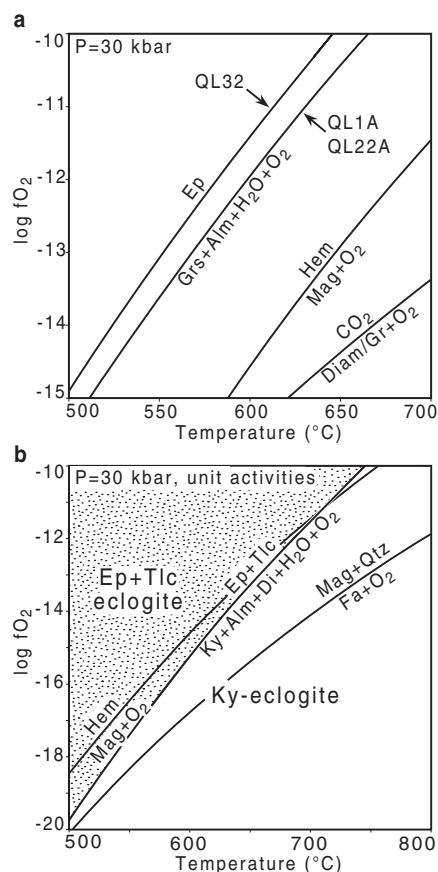 a
P=30 kbar
-10
-11
-12
-13
-14
-15
log fO2
QL32
QL1A
QL22A
Ep
Grs+Alm+H2O+O2
Hem
Mag+O2
CO2
Diam/Gr+O2
500
550
600
650
700
Temperature (°C)
b
P=30 kbar, unit activities
-10
-12
-14
-16
-18
-20
log fO2
Ep+Tlc
eclogite
Ep+Tlc
Ky+Alm+Di+H2O+O2
Mag+Qtz
Fa+O2
Hem
Mag+O2
Ky-eclogite
500
600
700
800
Temperature (°C)